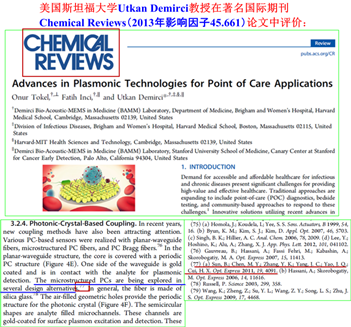 美国斯坦福大学Utkan Demirci教授在著名国际期刊
Chemical Reviews（2013年影响因子45.661）论文中评价：
CHEMICAL
REVIEWS
Review
pubs.acs.org/CR
Advances in Plasmonic Technologies for Point of Care Applications
Onur Tokel, Fatih Inci, and Utkan Demirci
Demirci Bio-Acoustic-MEMS in Medicine (BAMM) Laboratory, Department of Medicine, Brigham and Women's Hospital, Harvard
Medical School, Cambridge, Massachusetts 02139, United States
Division of Infectious Diseases, Brigham and Women's Hospital, Harvard Medical School, Boston, Massachusetts 02115, United
States
Harvard-MIT Health Sciences and Technology, Cambridge, Massachusetts 02139, United States
Demirci Bio-Acoustic-MEMS in Medicine (BAMM) Laboratory, Stanford University School of Medicine, Canary Center at Stanford
for Cancer Early Detection, Palo Alto, California 94304, United States
1. INTRODUCTION
Demand for accessible and affordable healthcare for infectious
and chronic diseases present significant challenges for providing
high-value and effective healthcare. Traditional approaches are
expanding to include point-of-care (POC) diagnostics, bedside
testing, and community-based approaches to respond to these
challenges. Innovative solutions utilizing recent advances in
3.2.4. Photonic-Crystal-Based Coupling. In recent years,
new coupling methods have also been attracting attention.
Various PC-based sensors were realized with planar-waveguide
fibers, microstructured PC fibers, and PC Bragg fibers. In the
planar-waveguide structure, the core is covered with a periodic
PC structure (Figure 4E). One side of the waveguide is gold
coated and is in contact with the analyte for plasmonic
detection. The microstructured PCs are being explored in
several design alternatives. In general, the fiber is made of
silica glass. The air-filled geometric holes provide the periodic
structure for the photonic crystal (Figure 4F). The semicircular
shapes are analyte filled microchannels. These channels are
gold-coated for surface plasmon excitation and detection. These
(75) (a) Homola, J.; Koudela, I.; Yee, S. S. Sens. Actuators, B 1999, 54,
16. (b) Byun, K. M.; Kim, S. J.; Kim, D. Appl. Opt. 2007, 46, 5703.
(c) Singh, B. K.; Hillier, A. C. Anal. Chem. 2006, 78, 2009. (d) Lee, Y.;
Hoshino, K.; Alu, A.; Zhang, X. J. Appl. Phys. Lett. 2012, 101, 041102.
(76) Gauvreau, B.; Hassani, A.; Fassi Fehri, M.; Kabashin, A.;
Skorobogatiy, M. A. Opt. Express 2007, 15, 11413.
(77) (a) Sun, B.; Chen, M. Y.; Zhang, Y. K.; Yang, J. C.; Yao, J. Q.;
Cui, H. X. Opt. Express 2011, 19, 4091. (b) Hassani, A.; Skorobogatiy,
M. Opt. Express 2006, 14, 11616.
(78) Russell, P. Science 2003, 299, 358.
(79) Wang, K.; Zheng, Z.; Su, Y. L.; Wang, Z. Y.; Song, L. S.; Zhu, J.
S. Opt. Express 2009, 17, 4468.